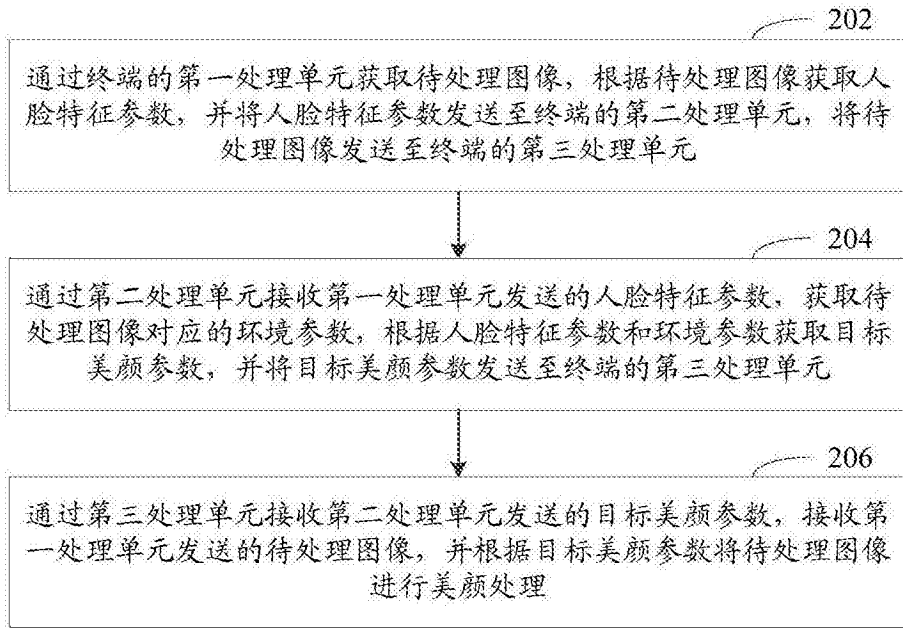 202
通过终端的第一处理单元获取待处理图像，根据待处理图像获取人
脸特征参数，并将人脸特征参数发送至终端的第二处理单元，将待
处理图像发送至终端的第三处理单元
204
通过第二处理单元接收第一处理单元发送的人脸特征参数，获取待
处理图像对应的环境参数，根据人脸特征参数和环境参数获取目标
美颜参数，并将目标美颜参数发送至终端的第三处理单元
206
通过第三处理单元接收第二处理单元发送的目标美颜参数，接收第
一处理单元发送的待处理图像，并根据目标美颜参数将待处理图像
进行美颜处理